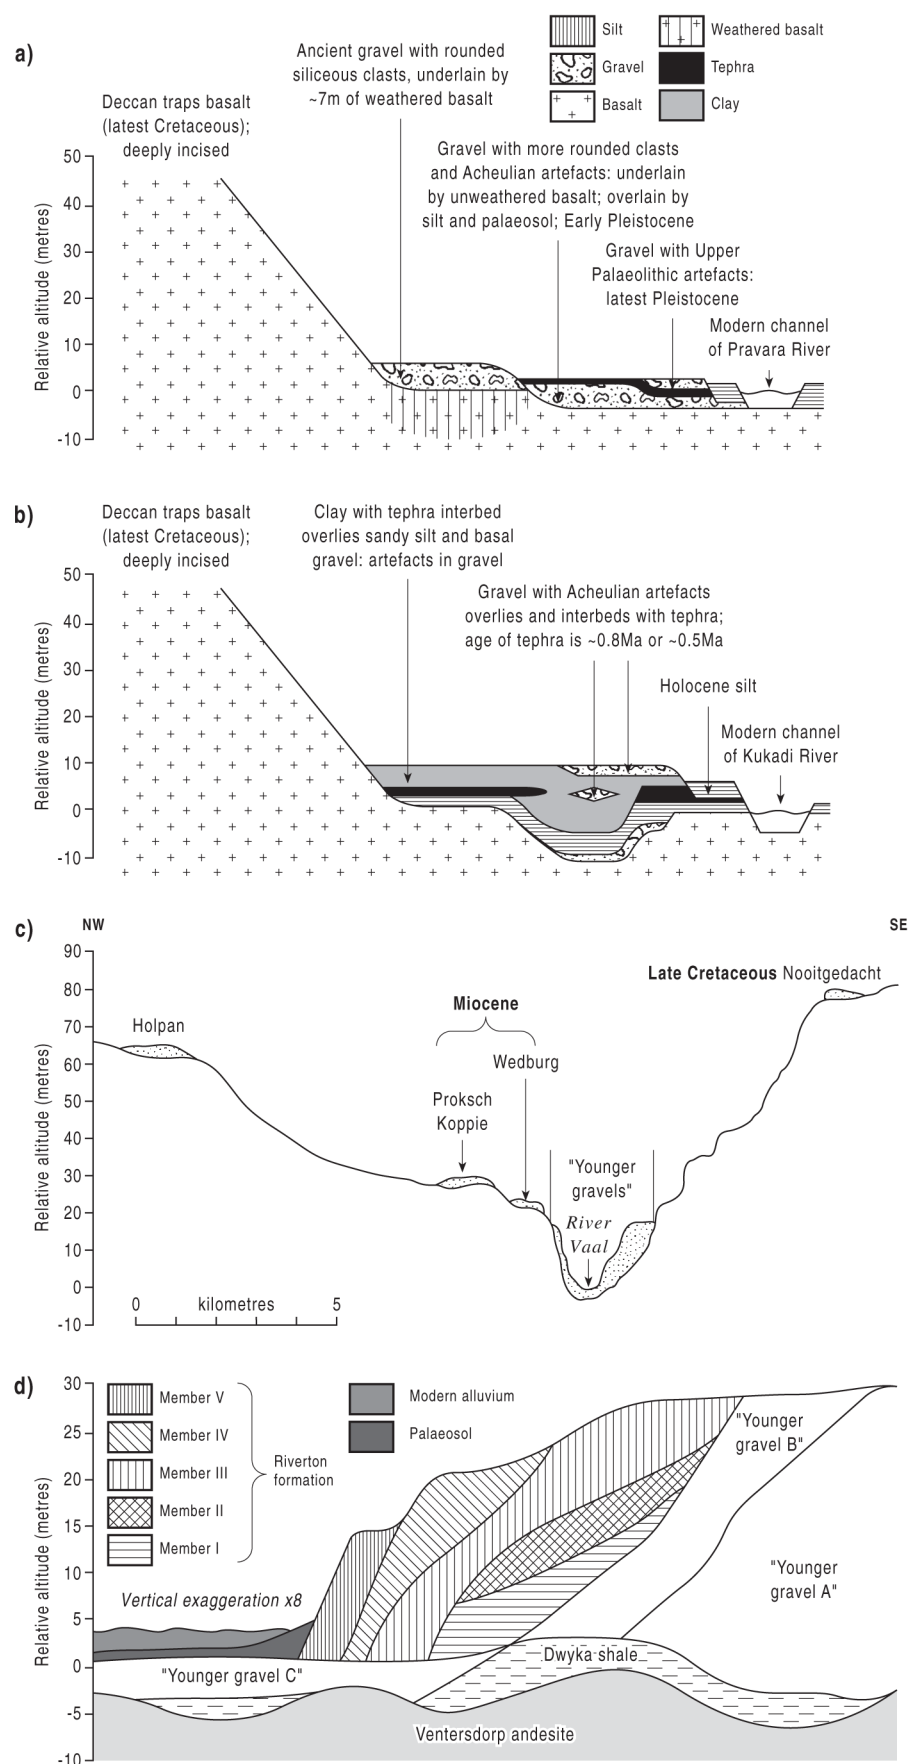 a)
Silt
Weathered basalt
Gravel
Tephra
Basalt
Clay
Ancient gravel with rounded
siliceous clasts, underlain by
~7m of weathered basalt
Deccan traps basalt
(latest Cretaceous);
deeply incised
Gravel with more rounded clasts
and Acheulian artefacts: underlain
by unweathered basalt; overlain by
silt and palaeosol; Early Pleistocene
Gravel with Upper
Palaeolithic artefacts:
latest Pleistocene
Modern channel
of Pravara River
Relative altitude (metres)
50
40
30
20
10
0
-10
b)
Deccan traps basalt
(latest Cretaceous);
deeply incised
Clay with tephra interbed
overlies sandy silt and basal
gravel: artefacts in gravel
Gravel with Acheulian artefacts
overlies and interbeds with tephra;
age of tephra is ~0.8Ma or ~0.5Ma
Holocene silt
Modern channel
of Kukadi River
Relative altitude (metres)
50
40
30
20
10
0
-10
c)
NW
SE
Late Cretaceous Nooitgedacht
Miocene
Holpan
Wedburg
Proksch
Koppie
"Younger
gravels"
River
Vaal
Relative altitude (metres)
90
80
70
60
50
40
30
20
10
0
-10
0 kilometres 5
d)
Member V
Member IV
Member III
Member II
Member I
Riverton
formation
Modern alluvium
Palaeosol
Vertical exaggeration x8
"Younger
gravel B"
"Younger
gravel A"
"Younger gravel C"
Dwyka shale
Ventersdorp andesite
Relative altitude (metres)
30
25
20
15
10
5
0
-5
-10